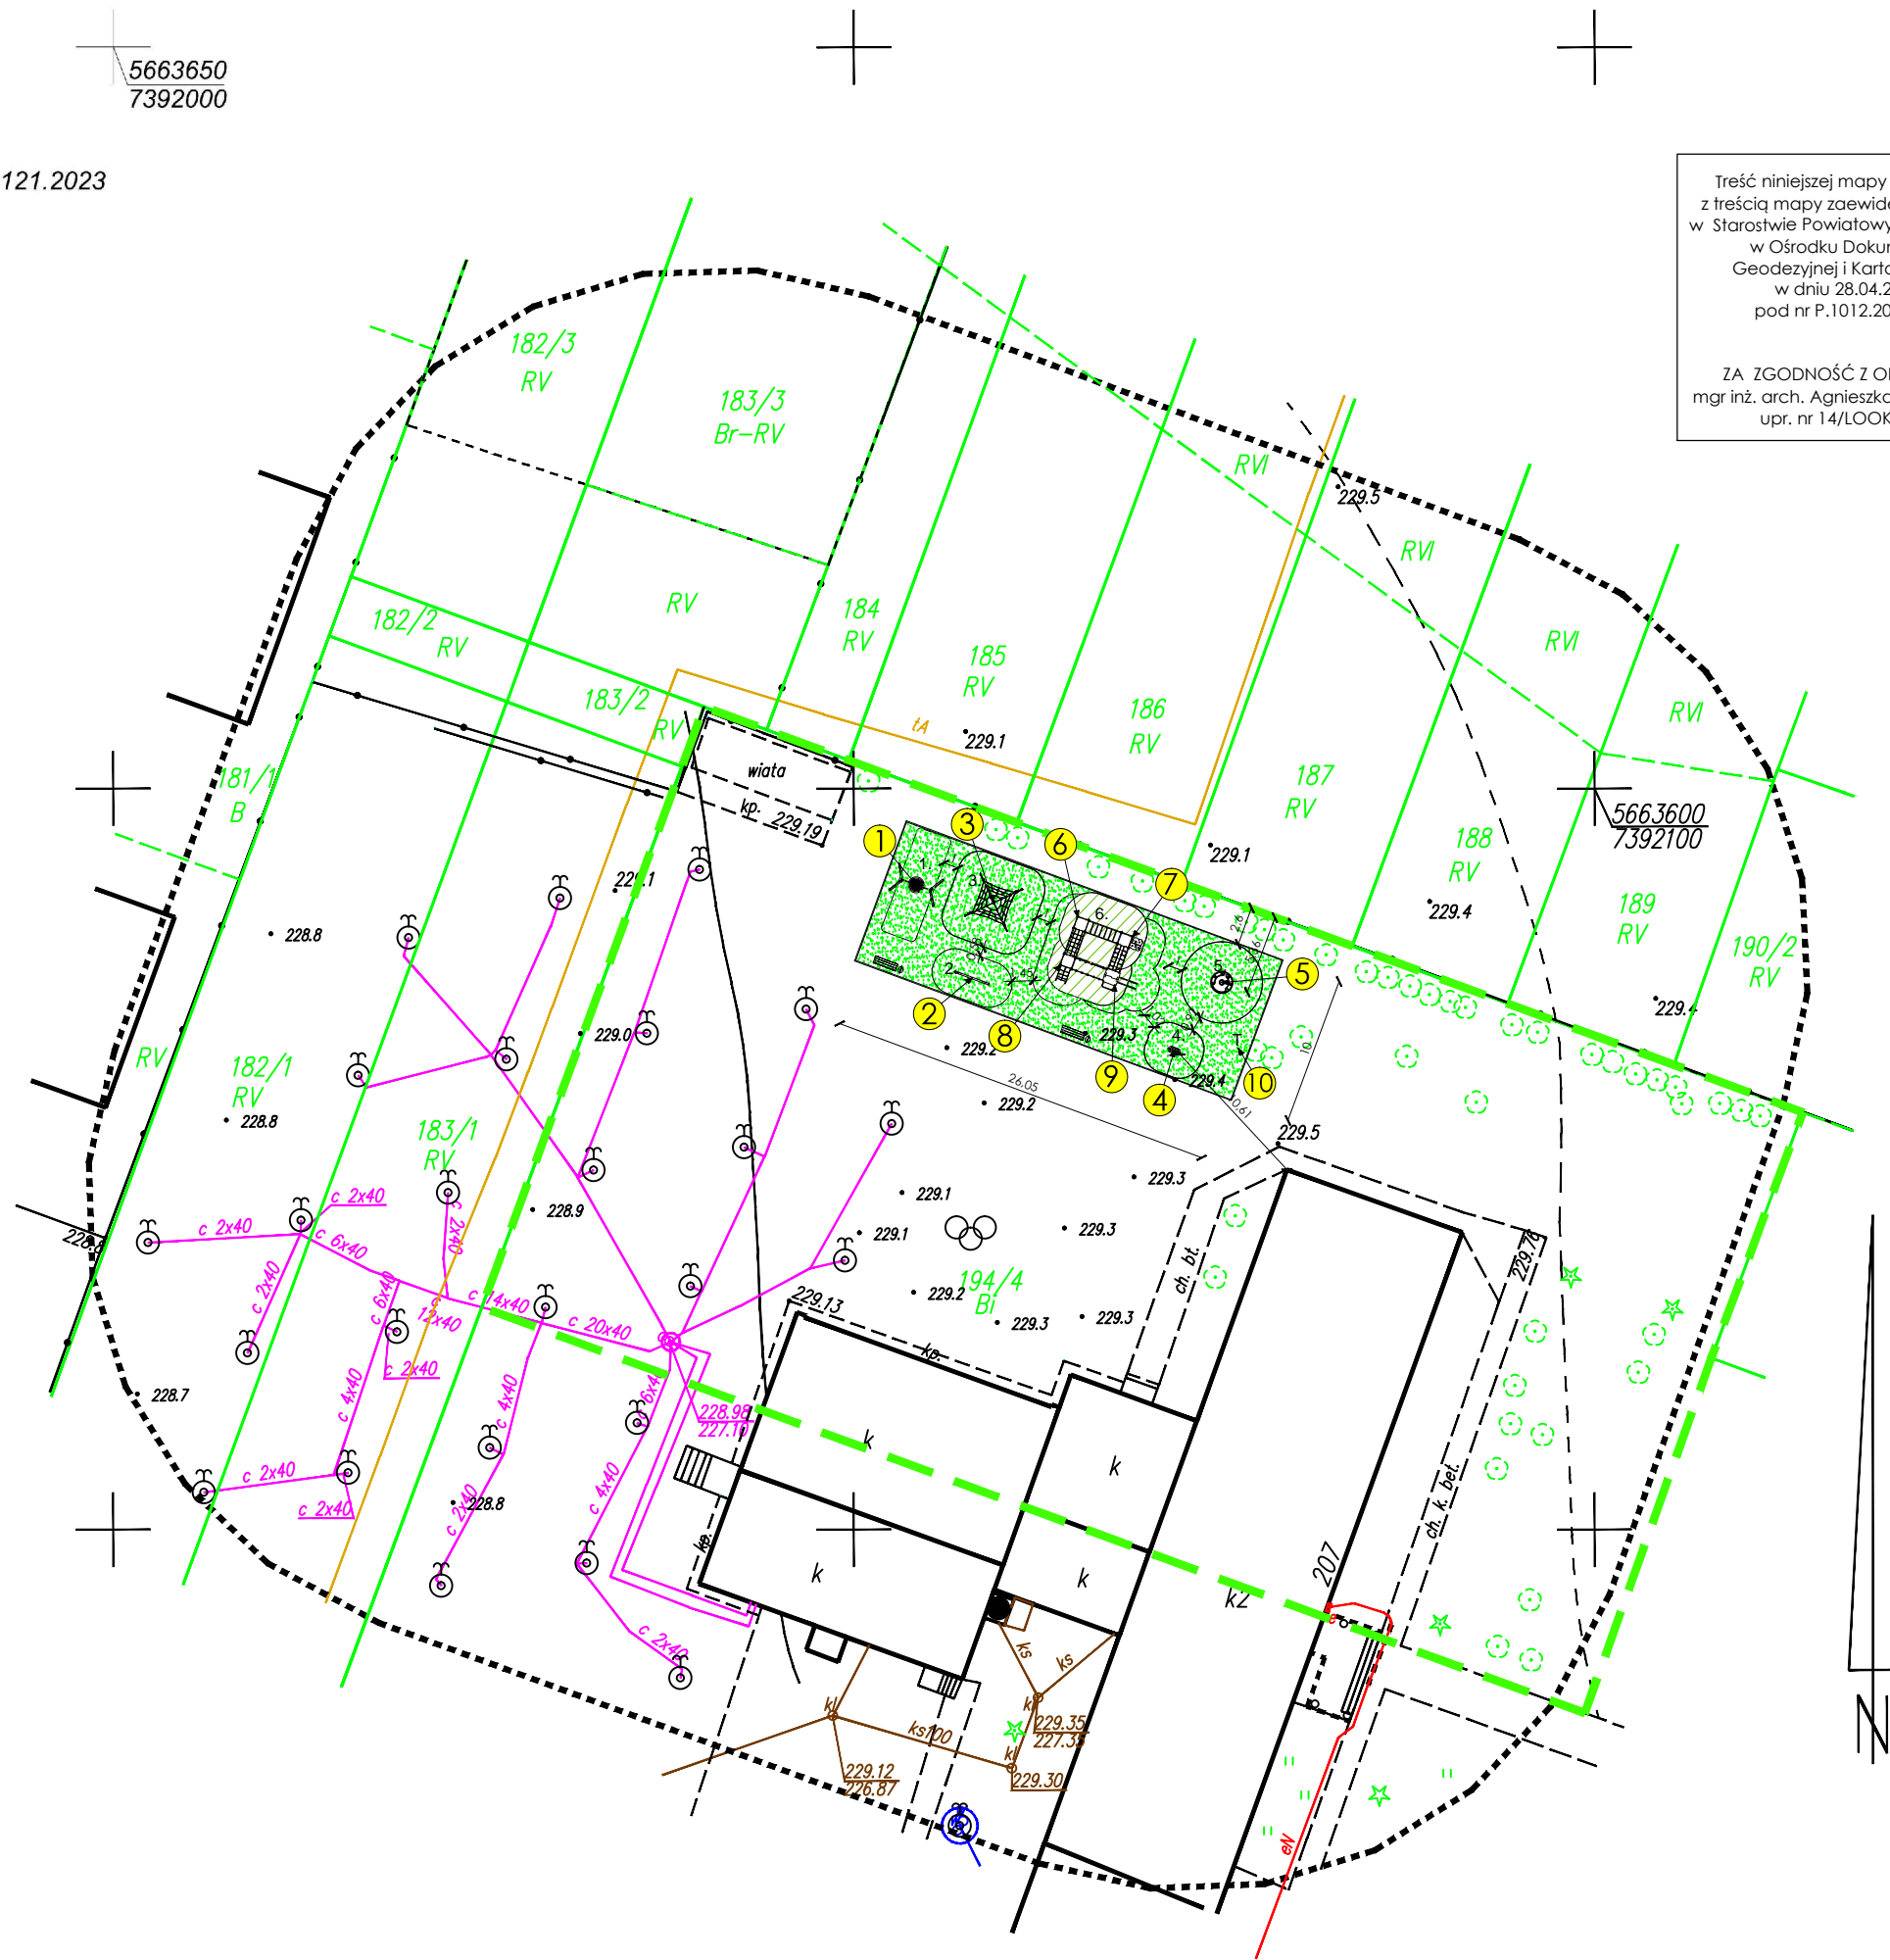 5663650
7392000
121.2023
Treść niniejszej mapy
z treścią mapy zaewide
w Starostwie Powiatowy
w Ośrodku Dokur
Geodezyjnej i Karto
w dniu 28.04.2
pod nr P.1012.20
ZA ZGODNOŚĆ Z OR
mgr inż. arch. Agnieszka
upr. nr 14/LOOK
182/3
RV
183/3
Br-RV
RVI
229.5
RVI
182/2
RV
RV
184
RV
185
RV
RVI
183/2
RV
186
RV
RVI
tA
229.1
wiata
kp.
229.19
187
RV
181/1
B
5663600
7392100
188
RV
1
3
6
7
229.1
229.4
189
RV
190/2
RV
228.8
5
229.4
2
8
229.3
229.0
229.2
9
4
10
229.4
10
26.05
229.2
RV
182/1
RV
228.8
183/1
RV
229.5
229.3
229.1
228.9
229.1
229.3
c 2x40
c 2x40
c 6x40
c 2x40
229.76
ch. bt.
194/4
Bi
229.2
229.13
229.3
229.3
c 2x40
c 6x40
c 14x40
12x40
c 20x40
kp.
c 2x40
228.7
c 4x40
c 4x40
228.98
227.10
k
k
c 2x40
c 2x40
c 2x40
228.8
c 4x40
kp.
k
k
ch. k. bet.
207
k2
c 2x40
ks
ks
kl
ks100
229.35
227.35
229.12
226.87
229.30
eN
N